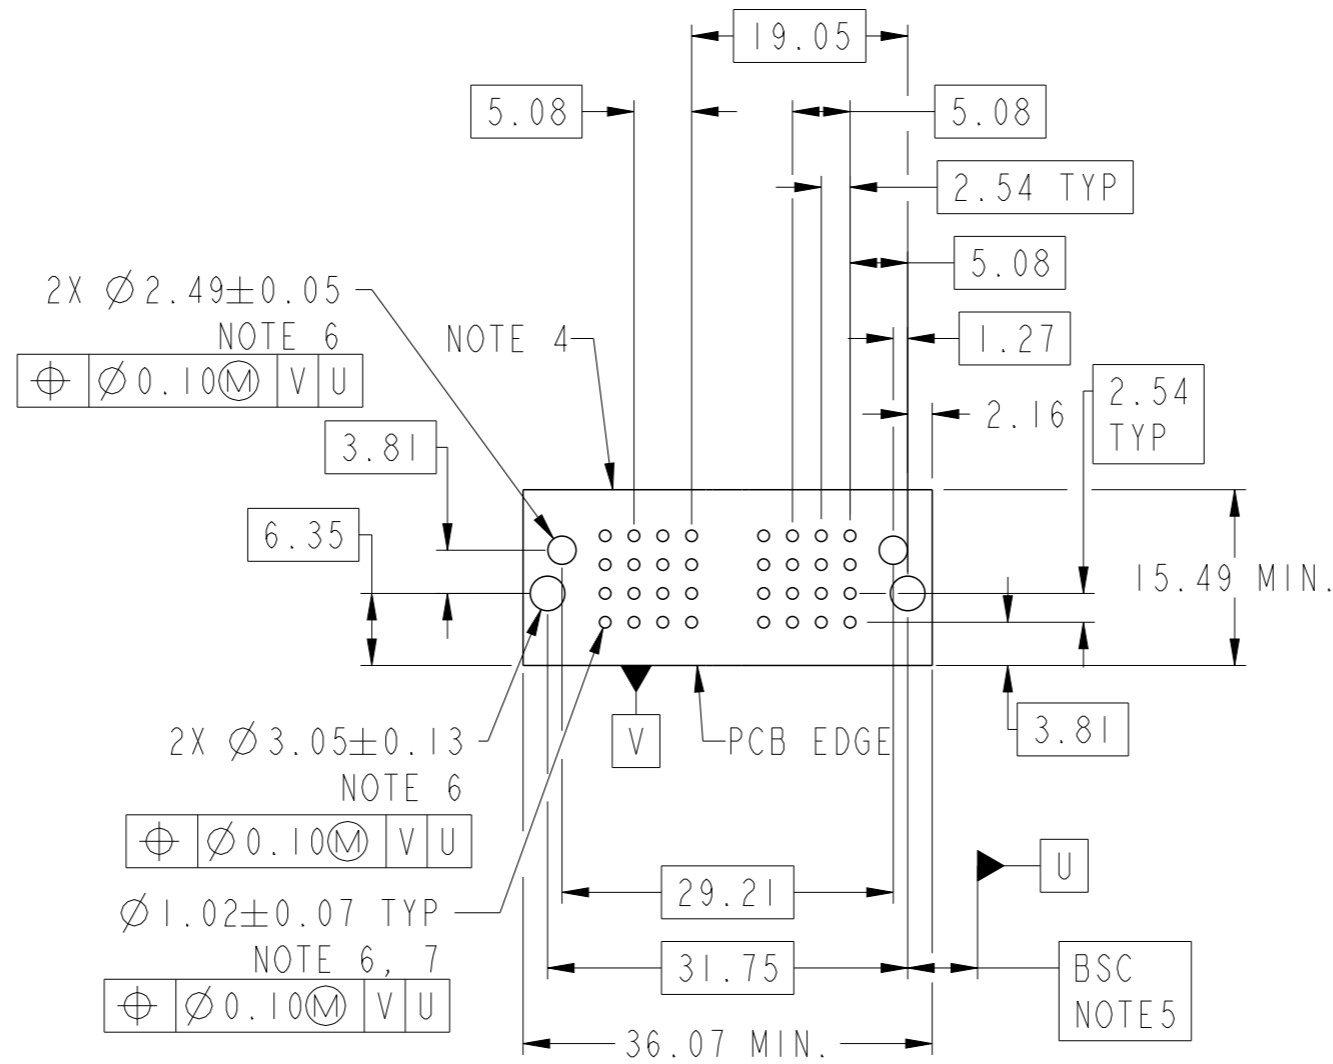 19.05
5.08
5.08
2.54 TYP
5.08
2X ∅2.49±0.05
NOTE 6
⌖ ∅0.10Ⓜ V U
NOTE 4
1.27
2.16
2.54
TYP
3.81
6.35
15.49 MIN.
2X ∅3.05±0.13
NOTE 6
⌖ ∅0.10Ⓜ V U
V
PCB EDGE
3.81
∅1.02±0.07 TYP
NOTE 6, 7
⌖ ∅0.10Ⓜ V U
29.21
U
31.75
BSC
NOTE5
36.07 MIN.